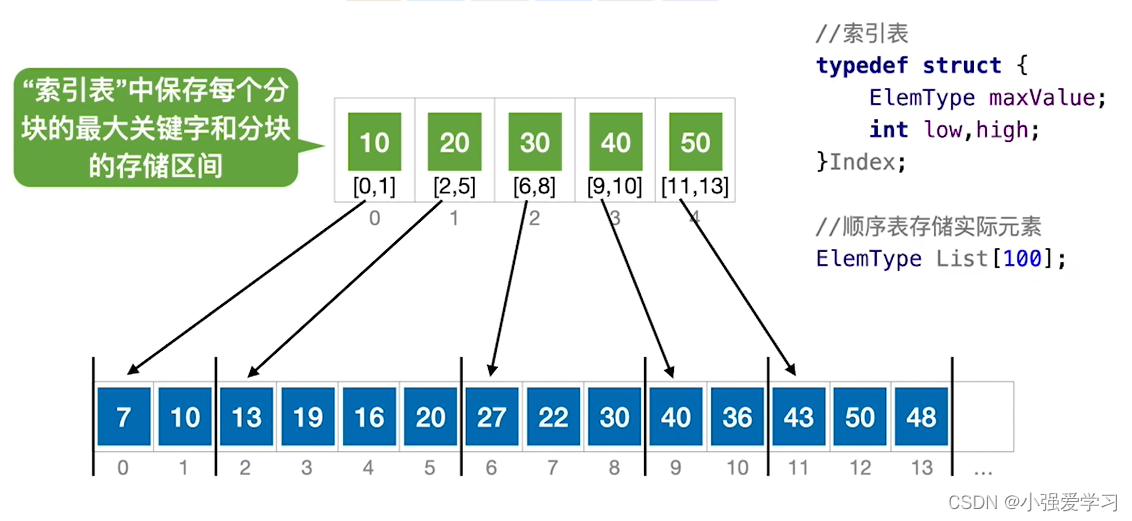 “索引表”中保存每个分
块的最大关键字和分块
的存储区间
10 20 30 40 50
[0,1] [2,5] [6,8] [9,10] [11,13]
0 1 2 3 4
//索引表
typedef struct {
ElemType maxValue;
int low,high;
}Index;
//顺序表存储实际元素
ElemType List[100];
7 10 13 19 16 20 27 22 30 40 36 43 50 48
0 1 2 3 4 5 6 7 8 9 10 11 12 13 ...
CSDN @小强爱学习